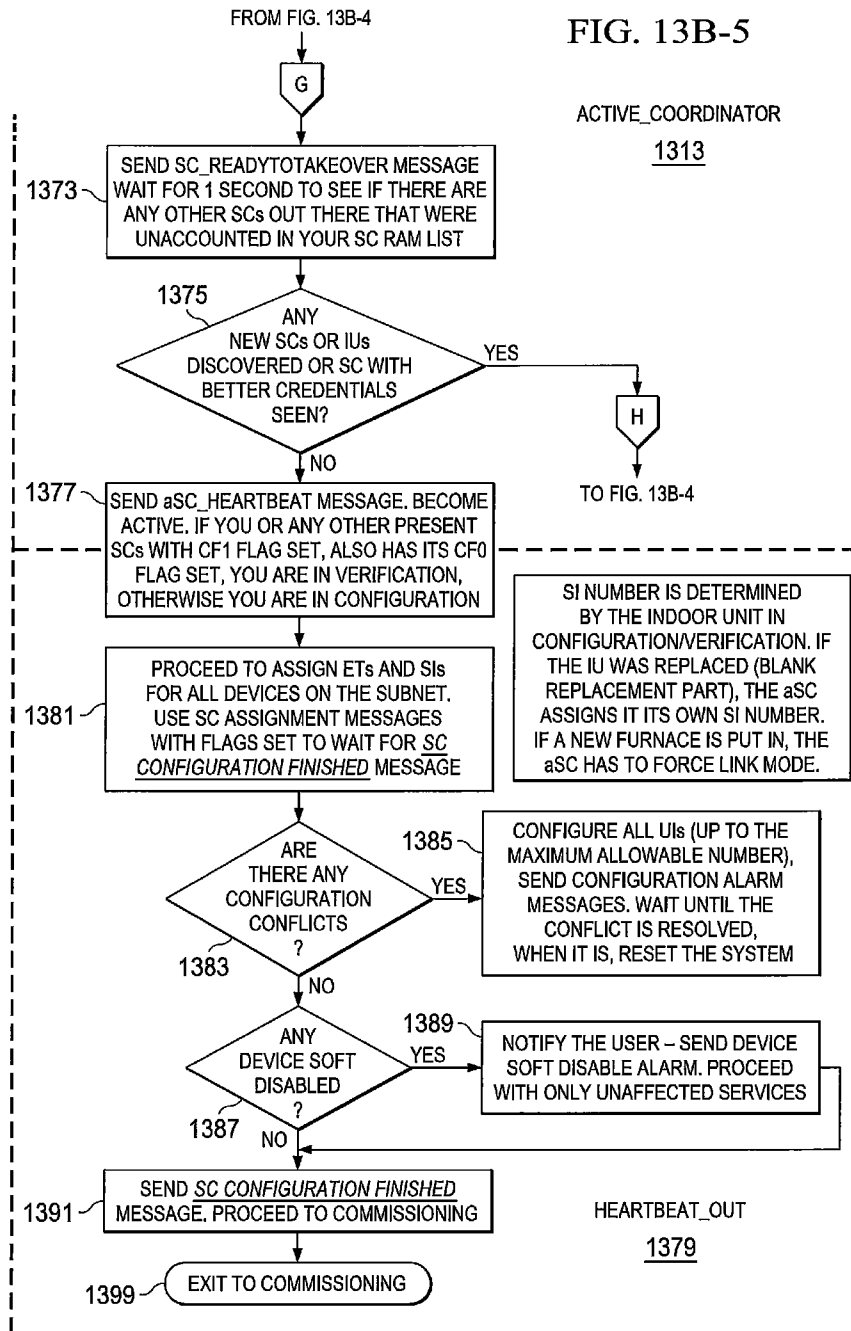 FROM FIG. 13B-4
FIG. 13B-5
G
ACTIVE_COORDINATOR
1313
1373
SEND SC_READYTOTAKEOVER MESSAGE
WAIT FOR 1 SECOND TO SEE IF THERE ARE
ANY OTHER SCs OUT THERE THAT WERE
UNACCOUNTED IN YOUR SC RAM LIST
1375
ANY
NEW SCs OR IUs
DISCOVERED OR SC WITH
BETTER CREDENTIALS
SEEN?
YES
H
TO FIG. 13B-4
NO
1377
SEND aSC_HEARTBEAT MESSAGE. BECOME
ACTIVE. IF YOU OR ANY OTHER PRESENT
SCs WITH CF1 FLAG SET, ALSO HAS ITS CF0
FLAG SET, YOU ARE IN VERIFICATION,
OTHERWISE YOU ARE IN CONFIGURATION
SI NUMBER IS DETERMINED
BY THE INDOOR UNIT IN
CONFIGURATION/VERIFICATION. IF
THE IU WAS REPLACED (BLANK
REPLACEMENT PART), THE aSC
ASSIGNS IT ITS OWN SI NUMBER.
IF A NEW FURNACE IS PUT IN, THE
aSC HAS TO FORCE LINK MODE.
1381
PROCEED TO ASSIGN ETs AND SIs
FOR ALL DEVICES ON THE SUBNET.
USE SC ASSIGNMENT MESSAGES
WITH FLAGS SET TO WAIT FOR SC
CONFIGURATION FINISHED MESSAGE
ARE
THERE ANY
CONFIGURATION
CONFLICTS
?
1383
YES
1385
CONFIGURE ALL UIs (UP TO THE
MAXIMUM ALLOWABLE NUMBER),
SEND CONFIGURATION ALARM
MESSAGES. WAIT UNTIL THE
CONFLICT IS RESOLVED,
WHEN IT IS, RESET THE SYSTEM
NO
ANY
DEVICE SOFT
DISABLED
?
1387
YES
1389
NOTIFY THE USER – SEND DEVICE
SOFT DISABLE ALARM. PROCEED
WITH ONLY UNAFFECTED SERVICES
NO
1391
SEND SC CONFIGURATION FINISHED
MESSAGE. PROCEED TO COMMISSIONING
HEARTBEAT_OUT
1379
1399
EXIT TO COMMISSIONING